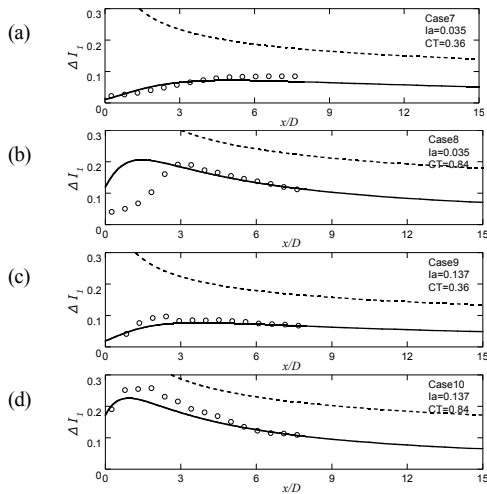 (a)
0.3
0.2
0.1
0
Δ I₁
Case7
Ia=0.035
CT=0.36
0 3 6 9 12 15
x/D
(b)
0.3
0.2
0.1
0
Δ I₁
Case8
Ia=0.035
CT=0.84
0 3 6 9 12 15
x/D
(c)
0.3
0.2
0.1
0
Δ I₁
Case9
Ia=0.137
CT=0.36
0 3 6 9 12 15
x/D
(d)
0.3
0.2
0.1
0
Δ I₁
Case10
Ia=0.137
CT=0.84
0 3 6 9 12 15
x/D